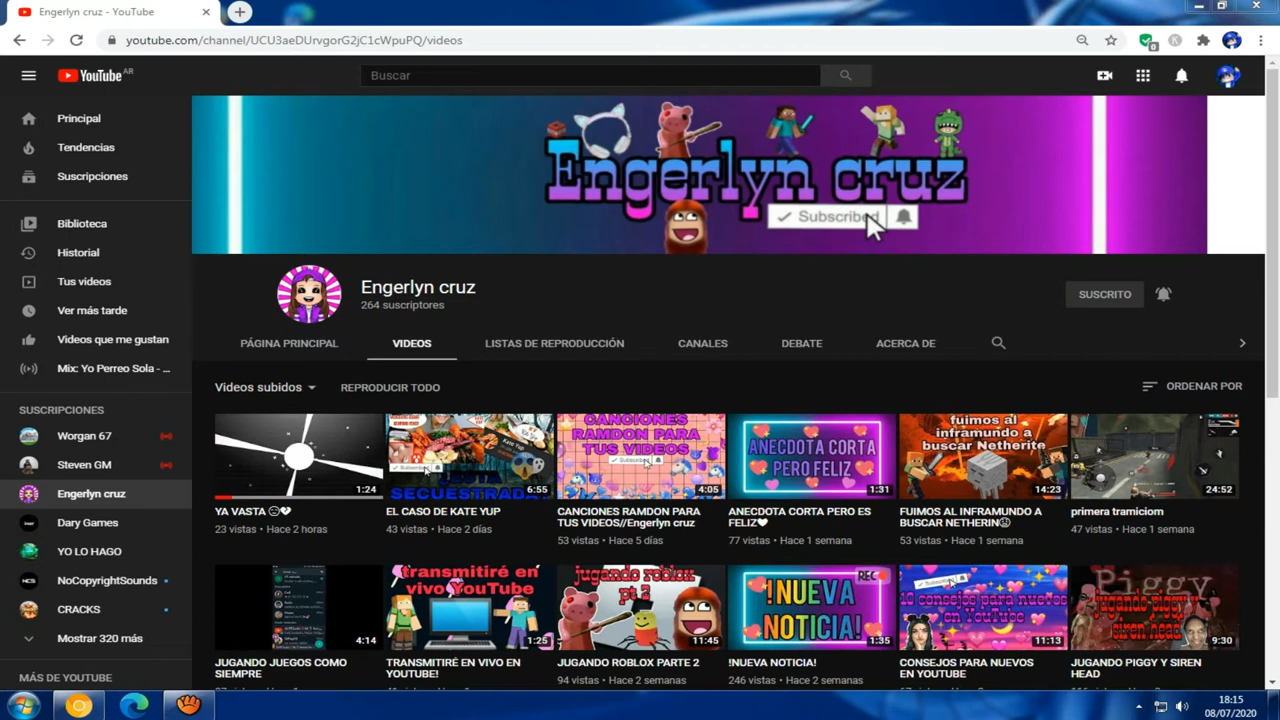 Engerlyn cruz - YouTube
youtube.com/channel/UCU3aeDUrvgorG2jC1cWpuPQ/videos
YouTube AR
Buscar
Principal
Tendencias
Suscripciones
Biblioteca
Historial
Tus videos
Ver más tarde
Videos que me gustan
Mix: Yo Perreo Sola - ...
SUSCRIPCIONES
Worgan 67
Steven GM
Engerlyn cruz
Dary Games
YO LO HAGO
NoCopyrightSounds
CRACKS
Mostrar 320 más
MÁS DE YOUTUBE
Engerlyn cruz
Subscribed
Engerlyn cruz
264 suscriptores
SUSCRITO
PÁGINA PRINCIPAL
VIDEOS
LISTAS DE REPRODUCCIÓN
CANALES
DEBATE
ACERCA DE
Videos subidos
REPRODUCIR TODO
ORDENAR POR
1:24
YA VASTA
23 vistas • Hace 2 horas
Kate Yup
SECUESTRADA
6:55
EL CASO DE KATE YUP
43 vistas • Hace 2 días
CANCIONES
RAMDON PARA
TUS VIDEOS
Subscribed
4:05
CANCIONES RAMDON PARA
TUS VIDEOS//Engerlyn cruz
53 vistas • Hace 5 días
ANECDOTA CORTA
PERO FELIZ
1:31
ANECDOTA CORTA PERO ES
FELIZ
77 vistas • Hace 1 semana
fuimos al
inframundo a
buscar Netherite
14:23
FUIMOS AL INFRAMUNDO A
BUSCAR NETHERIN
53 vistas • Hace 1 semana
24:52
primera tramiciom
47 vistas • Hace 1 semana
4:14
JUGANDO JUEGOS COMO
SIEMPRE
transmitiré en
vivo YouTube
1:25
TRANSMITIRÉ EN VIVO EN
YOUTUBE!
jugando roblox
pt 2
11:45
JUGANDO ROBLOX PARTE 2
94 vistas • Hace 2 semanas
REC
!NUEVA
NOTICIA!
1:35
!NUEVA NOTICIA!
246 vistas • Hace 2 semanas
Subscribed
10 consejos para nuevos
en YouTube
11:13
CONSEJOS PARA NUEVOS
EN YOUTUBE
Piggy
jugando piggy y
siren head
9:30
JUGANDO PIGGY Y SIREN
HEAD
18:15
08/07/2020